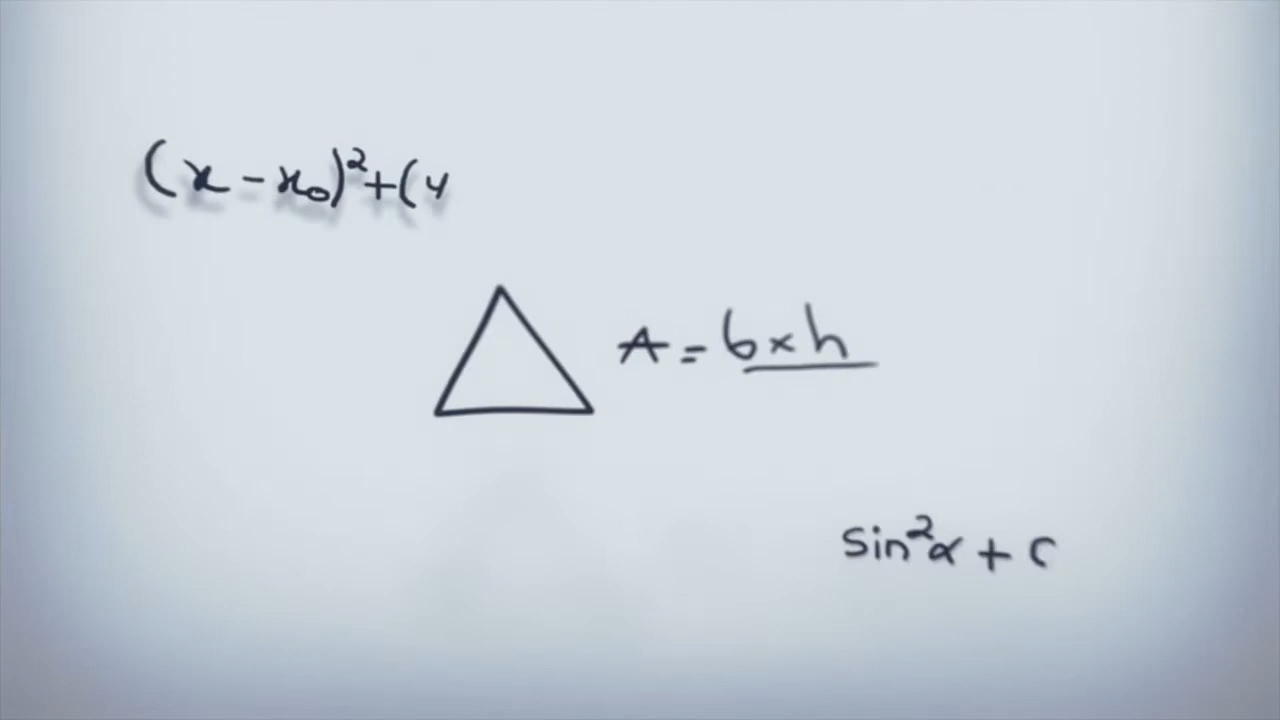 (x - x₀)² + (y
A = b × h
sin²α + c